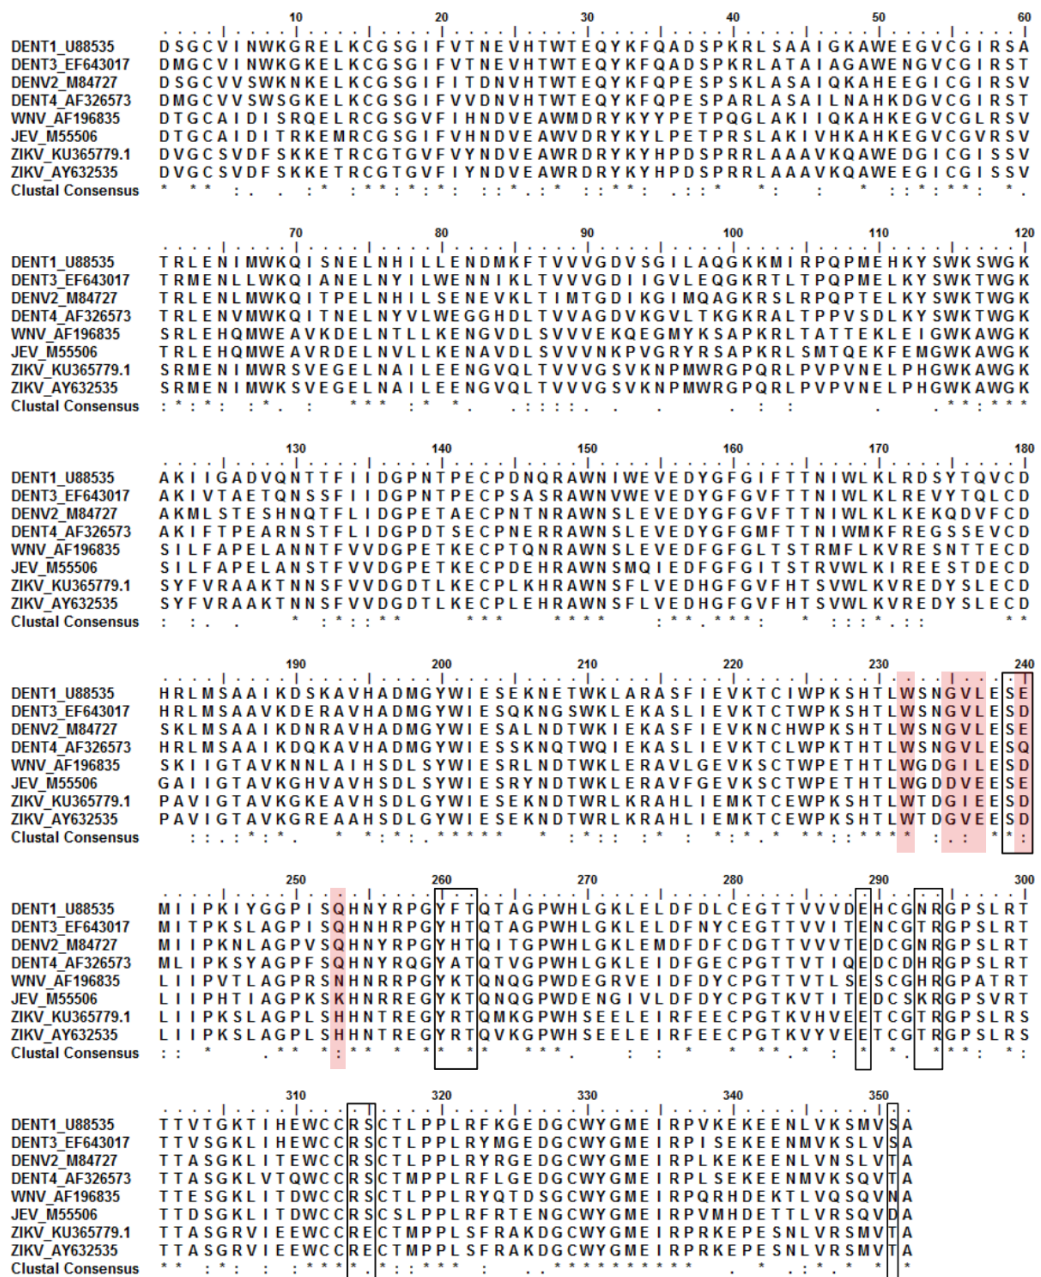 10 20 30 40 50 60
....|....|....|....|....|....|....|....|....|....|....|....|
DENT1_U88535 DSGCVINWKGRELKCGSGIFVTNEVHTWTEQYKFQADSPKRLSAAIGKAWEEGVCGIRSA
DENT3_EF643017 DMGCVINWKGKELKCGSGIFVTNEVHTWTEQYKFQADSPKRLATAIAGAWENGVCGIRST
DENV2_M84727 DSGCVVSWKNKELKCGSGIFITDNVHTWTEQYKFQPESPSKLASAIQKAHEEGICGIRSV
DENT4_AF326573 DMGCVVSWSGKELKCGSGIFVVDNVHTWTEQYKFQPESPARLASAILNAHKDGVCGIRST
WNV_AF196835 DTGCAIDISRQELRCGSGVFIHNDVEAWMDRYKYYPETPQGLAKIIQKAHKEGVCGLRSV
JEV_M55506 DTGCAIDITRKEMRCGSGIFVHNDVEAWVDRYKYLPETPRSLAKIVHKAHKEGVCGVRSV
ZIKV_KU365779.1 DVGCSVDFSKKETRCGTGVFVYNDVEAWRDRYKYHPDSPRRLAAAVKQAWEDGICGISSV
ZIKV_AY632535 DVGCSVDFSKKETRCGTGVFIYNDVEAWRDRYKYHPDSPRRLAAAVKQAWEEGICGISSV
Clustal Consensus
70 80 90 100 110 120
....|....|....|....|....|....|....|....|....|....|....|....|
DENT1_U88535 TRLENIMWKQISNELNHILLENDMKFTVVVGDVSGILAQGKKMIRPQPMEHKYSWKSWGK
DENT3_EF643017 TRMENLLWKQIANELNYILWENNIKLTVVVGDIIGVLEQGKRTLTPQPMELKYSWKTWGK
DENV2_M84727 TRLENLMWKQITPELNHILSENEVKLTIMTGDIKGIMQAGKRSLRPQPTELKYSWKTWGK
DENT4_AF326573 TRLENVMWKQITNELNYVLWEGGHDLTVVAGDVKGVLTKGKRALTPPVSDLKYSWKTWGK
WNV_AF196835 SRLEHQMWEAVKDELNTLLKENGVDLSVVVEKQEGMYKSAPKRLTATTEKLEIGWKAWGK
JEV_M55506 TRLEHQMWEAVRDELNVLLKENAVDLSVVVNKPVGRYRSAPKRLSMTQEKFEMGWKAWGK
ZIKV_KU365779.1 SRMENIMWRSVEGELNAILEENGVQLTVVVGSVKNPMWRGPQRLPVPVNELPHGWKAWGK
ZIKV_AY632535 SRMENIMWKSVEGELNAILEENGVQLTVVVGSVKNPMWRGPQRLPVPVNELPHGWKAWGK
Clustal Consensus
130 140 150 160 170 180
....|....|....|....|....|....|....|....|....|....|....|....|
DENT1_U88535 AKIIGADVQNTTFIIDGPNTPECPDNQRAWNIWEVEDYGFGIFTTNIWLKLRDSYTQVCD
DENT3_EF643017 AKIVTAETQNSSFIIDGPNTPECPSASRAWNVWEVEDYGFGVFTTNIWLKLREVYTQLCD
DENV2_M84727 AKMLSTESHNQTFLIDGPETAECPNTNRAWNSLEVEDYGFGVFTTNIWLKLKEKQDVFCD
DENT4_AF326573 AKIFTPEARNSTFLIDGPDTSECPNERRAWNSLEVEDYGFGMFTTNIWMKFREGSSEVCD
WNV_AF196835 SILFAPELANNTFVVDGPETKECPTQNRAWNSLEVEDFGFGLTSTRMFLKVRESNTTECD
JEV_M55506 SILFAPELANSTFVVDGPETKECPDEHRAWNSMQIEDFGFGITSTRVWLKIREESTDECD
ZIKV_KU365779.1 SYFVRAAKTNNSFVVDGDTLKECPLKHRAWNSFLVEDHGFGVFHTSVWLKVREDYSLECD
ZIKV_AY632535 SYFVRAAKTNNSFVVDGDTLKECPLEHRAWNSFLVEDHGFGVFHTSVWLKVREDYSLECD
Clustal Consensus
190 200 210 220 230 240
....|....|....|....|....|....|....|....|....|....|....|....|
DENT1_U88535 HRLMSAAIKDSKAVHADMGYWIESEKNETWKLARASFIEVKTCIWPKSHTLWSNGVLESE
DENT3_EF643017 HRLMSAAVKDERAVHADMGYWIESQKNGSWKLEKASLIEVKTCTWPKSHTLWSNGVLESD
DENV2_M84727 SKLMSAAIKDNRAVHADMGYWIESALNDTWKIEKASFIEVKNCHWPKSHTLWSNGVLESE
DENT4_AF326573 HRLMSAAIKDQKAVHADMGYWIESSKNQTWQIEKASLIEVKTCLWPKTHTLWSNGVLESQ
WNV_AF196835 SKIIGTAVKNNLAIHSDLSYWIESRLNDTWKLERAVLGEVKSCTWPETHTLWGDGILESD
JEV_M55506 GAIIGTAVKGHVAVHSDLSYWIESRYNDTWKLERAVFGEVKSCTWPETHTLWGDDVEESE
ZIKV_KU365779.1 PAVIGTAVKGKEAVHSDLGYWIESEKNDTWRLKRAHLIEMKTCEWPKSHTLWTDGIEESD
ZIKV_AY632535 PAVIGTAVKGREAAHSDLGYWIESEKNDTWRLKRAHLIEMKTCEWPKSHTLWTDGVEESD
Clustal Consensus
250 260 270 280 290 300
....|....|....|....|....|....|....|....|....|....|....|....|
DENT1_U88535 MIIPKIYGGPISQHNYRPGYFTQTAGPWHLGKLELDFDLCEGTTVVVDEHCGNRGPSLRT
DENT3_EF643017 MITPKSLAGPISQHNHRPGYHTQTAGPWHLGKLELDFNYCEGTTVVITENCGTRGPSLRT
DENV2_M84727 MIIPKNLAGPVSQHNYRPGYHTQITGPWHLGKLEMDFDFCDGTTVVVTEDCGNRGPSLRT
DENT4_AF326573 MLIPKSYAGPFSQHNYRQGYATQTVGPWHLGKLEIDFGECPGTTVTIQEDCDHRGPSLRT
WNV_AF196835 LIIPVTLAGPRSNHNRRPGYKTQNQGPWDEGRVEIDFDYCPGTTVTLSESCGHRGPATRT
JEV_M55506 LIIPHTIAGPKSKHNRREGYKTQNQGPWDENGIVLDFDYCPGTKVTITEDCSKRGPSVRT
ZIKV_KU365779.1 LIIPKSLAGPLSHHNTREGYRTQMKGPWHSEELEIRFEECPGTKVHVEETCGTRGPSLRS
ZIKV_AY632535 LIIPKSLAGPLSHHNTREGYRTQVKGPWHSEELEIRFEECPGTKVYVEETCGTRGPSLRS
Clustal Consensus
310 320 330 340 350
....|....|....|....|....|....|....|....|....|....|..
DENT1_U88535 TTVTGKTIHEWCCRSCTLPPLRFKGEDGCWYGMEIRPVKEKEENLVKSMVSA
DENT3_EF643017 TTVSGKLIHEWCCRSCTLPPLRYMGEDGCWYGMEIRPISEKEENMVKSLVSA
DENV2_M84727 TTASGKLITEWCCRSCTLPPLRYRGEDGCWYGMEIRPLKEKEENLVNSLVTA
DENT4_AF326573 TTASGKLVTQWCCRSCTMPPLRFLGEDGCWYGMEIRPLSEKEENMVKSQVTA
WNV_AF196835 TTESGKLITDWCCRSCTLPPLRYQTDSGCWYGMEIRPQRHDEKTLVQSQVNA
JEV_M55506 TTDSGKLITDWCCRSCSLPPLRFRTENGCWYGMEIRPVMHDETTLVRSQVDA
ZIKV_KU365779.1 TTASGRVIEEWCCRECTMPPLSFRAKDGCWYGMEIRPRKEPESNLVRSMVTA
ZIKV_AY632535 TTASGRVIEEWCCRECTMPPLSFRAKDGCWYGMEIRPRKEPESNLVRSMVTA
Clustal Consensus